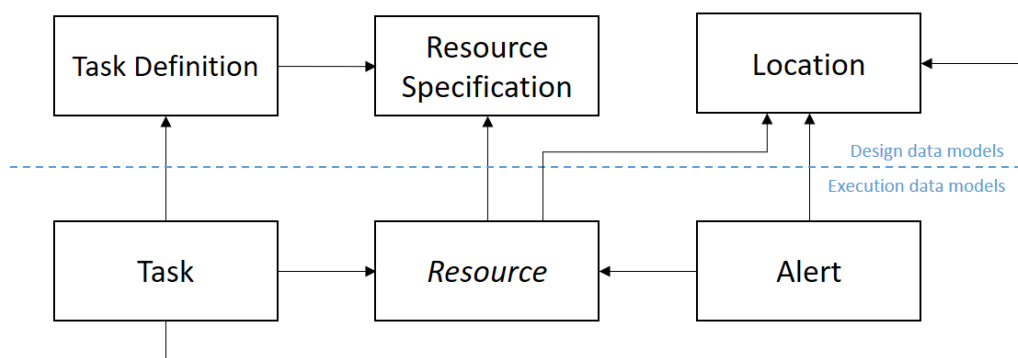 Task Definition
Resource
Specification
Location
Design data models
Execution data models
Task
Resource
Alert